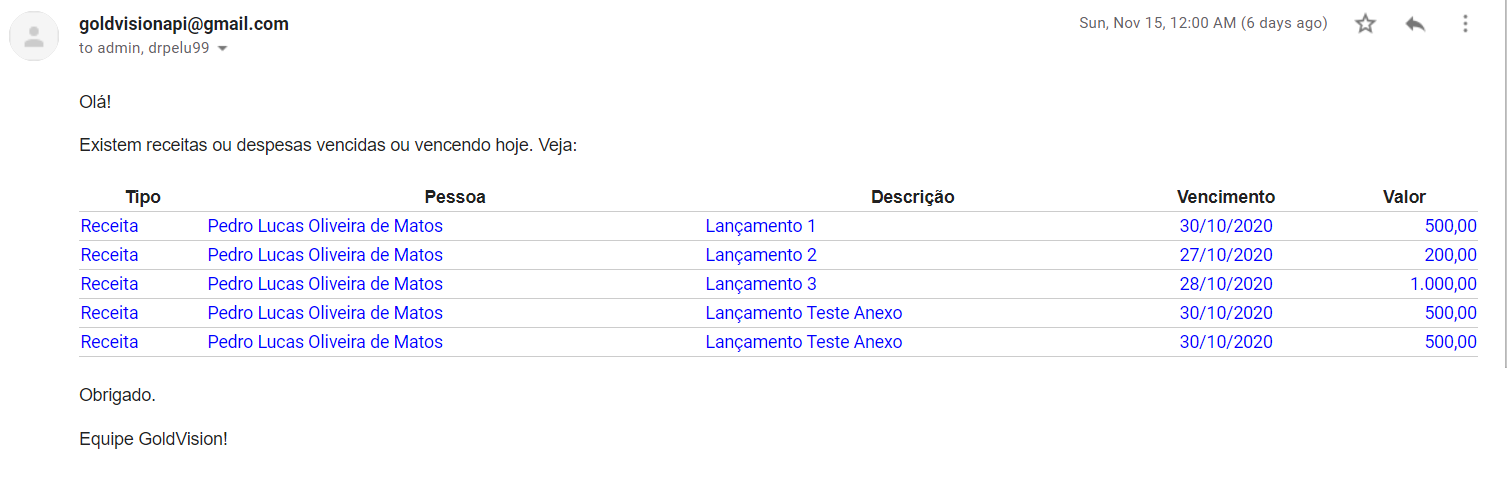 goldvisionapi@gmail.com Sun, Nov 15, 12:00 AM (6 days ago)
to admin, drpelu99
Olá!
Existem receitas ou despesas vencidas ou vencendo hoje. Veja:
Tipo Pessoa Descrição Vencimento Valor
Receita Pedro Lucas Oliveira de Matos Lançamento 1 30/10/2020 500,00
Receita Pedro Lucas Oliveira de Matos Lançamento 2 27/10/2020 200,00
Receita Pedro Lucas Oliveira de Matos Lançamento 3 28/10/2020 1.000,00
Receita Pedro Lucas Oliveira de Matos Lançamento Teste Anexo 30/10/2020 500,00
Receita Pedro Lucas Oliveira de Matos Lançamento Teste Anexo 30/10/2020 500,00
Obrigado.
Equipe GoldVision!